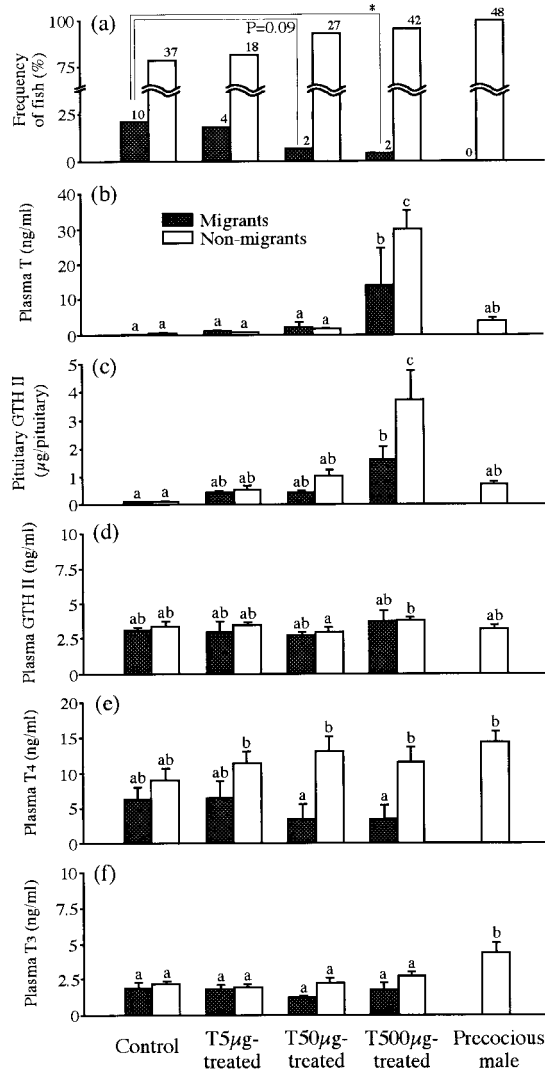 (a)
*
P=0.09
Frequency of fish (%)
100
75
25
0
37
18
27
42
48
10
4
2
2
0
(b)
Plasma T (ng/ml)
40
30
20
10
0
Migrants
Non-migrants
a a a a a a b c ab
(c)
Pituitary GTH II
(µg/pituitary)
5
4
3
2
1
0
a a ab ab ab ab b c ab
(d)
Plasma GTH II (ng/ml)
10
7.5
5
2.5
0
ab ab ab ab ab a ab b ab
(e)
Plasma T4 (ng/ml)
20
15
10
5
0
ab ab ab b a b a b b
(f)
Plasma T3 (ng/ml)
10
7.5
5
2.5
0
a a a a a a a a b
Control
T5µg-treated
T50µg-treated
T500µg-treated
Precocious male